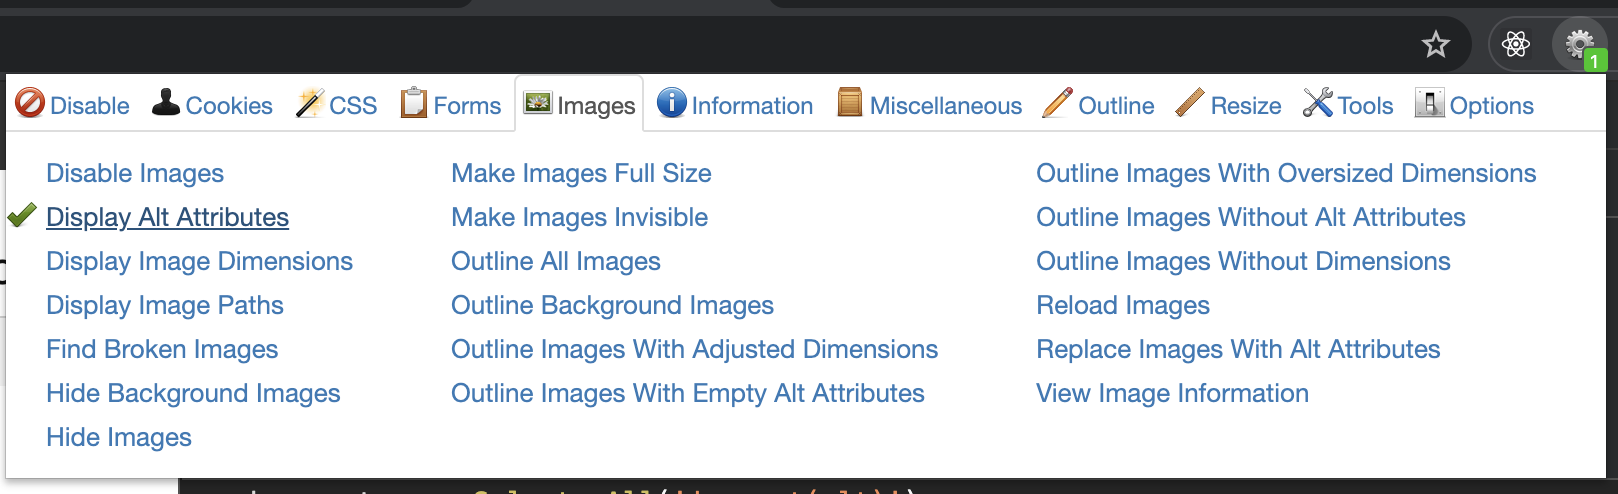 1
Disable Cookies CSS Forms Images Information Miscellaneous Outline Resize Tools Options
Disable Images Make Images Full Size Outline Images With Oversized Dimensions
Display Alt Attributes Make Images Invisible Outline Images Without Alt Attributes
Display Image Dimensions Outline All Images Outline Images Without Dimensions
Display Image Paths Outline Background Images Reload Images
Find Broken Images Outline Images With Adjusted Dimensions Replace Images With Alt Attributes
Hide Background Images Outline Images With Empty Alt Attributes View Image Information
Hide Images